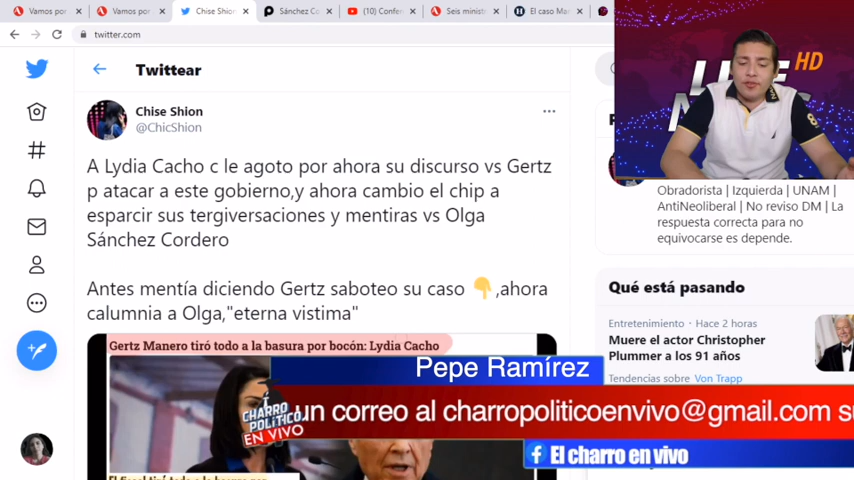 Vamos por
Vamos por
Chise Shion
Sánchez Co
(10) Confer
Seis minist
El caso Mar
twitter.com
HD
Twittear
Chise Shion
@ChicShion
A Lydia Cacho c le agoto por ahora su discurso vs Gertz
p atacar a este gobierno,y ahora cambio el chip a
esparcir sus tergiversaciones y mentiras vs Olga
Sánchez Cordero
Antes mentía diciendo Gertz saboteo su caso 👇,ahora
calumnia a Olga,"eterna vistima"
Gertz Manero tiró todo a la basura por bocón: Lydia Cacho
Obradorista | Izquierda | UNAM |
AntiNeoliberal | No reviso DM | La
respuesta correcta para no
equivocarse es depende.
Qué está pasando
Entretenimiento · Hace 2 horas
Muere el actor Christopher
Plummer a los 91 años
Tendencias sobre Von Trapp
Pepe Ramírez
CHARRO
POLÍTICO
EN VIVO
un correo al charropoliticoenvivo@gmail.com su
El charro en vivo